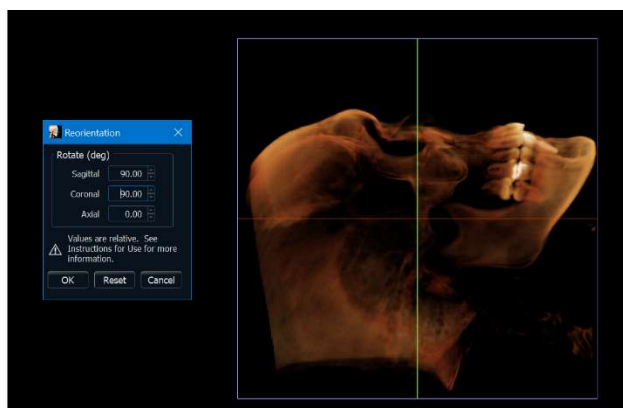 Reorientation
Rotate (deg)
Sagittal 90.00
Coronal 90.00
Axial 0.00
Values are relative. See
Instructions for Use for more
information.
OK Reset Cancel